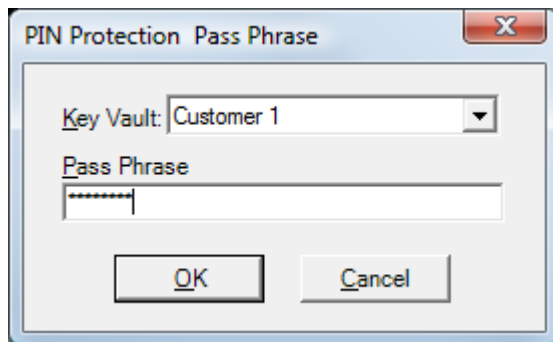 PIN Protection  Pass Phrase
Key Vault: Customer 1
Pass Phrase
********
OK Cancel